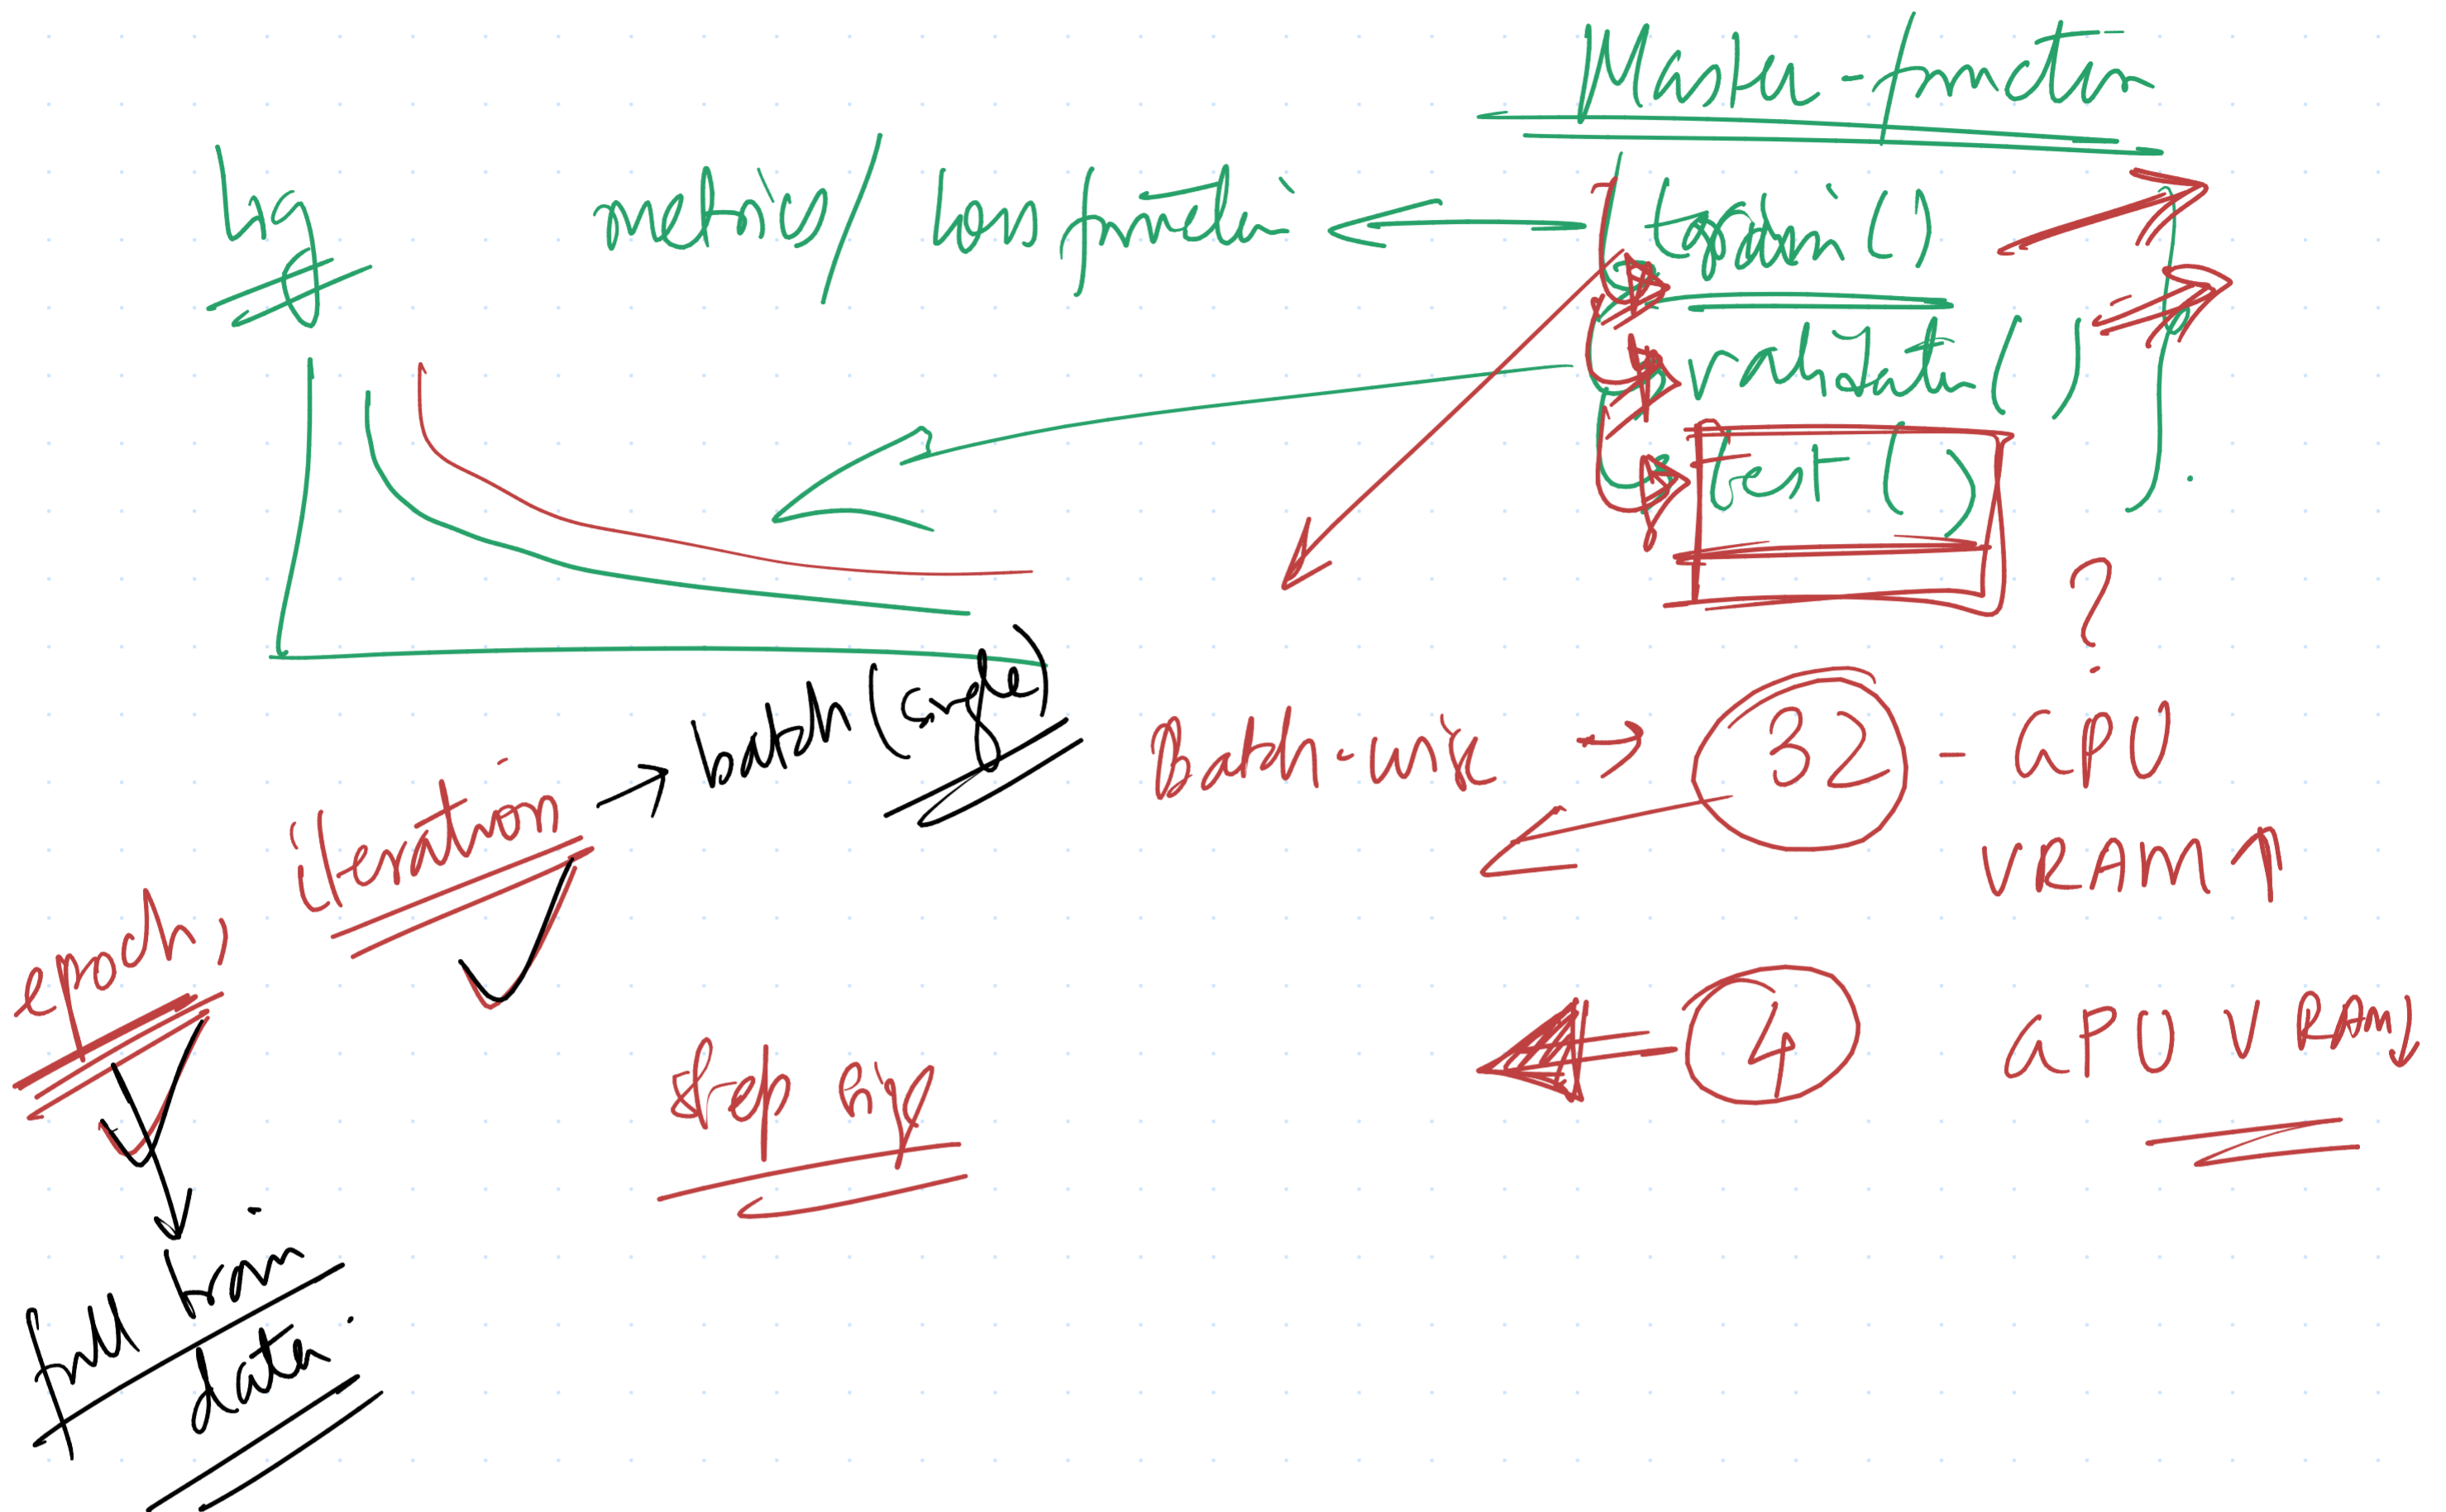 Master-function
log
metrics/ loss function
train()
validate()
test()
?
batch (single)
Batch-size → 32 - GPU
VRAM ↑
epoch, iteration →
4
GPU VRAM ↓
step
full train
data.